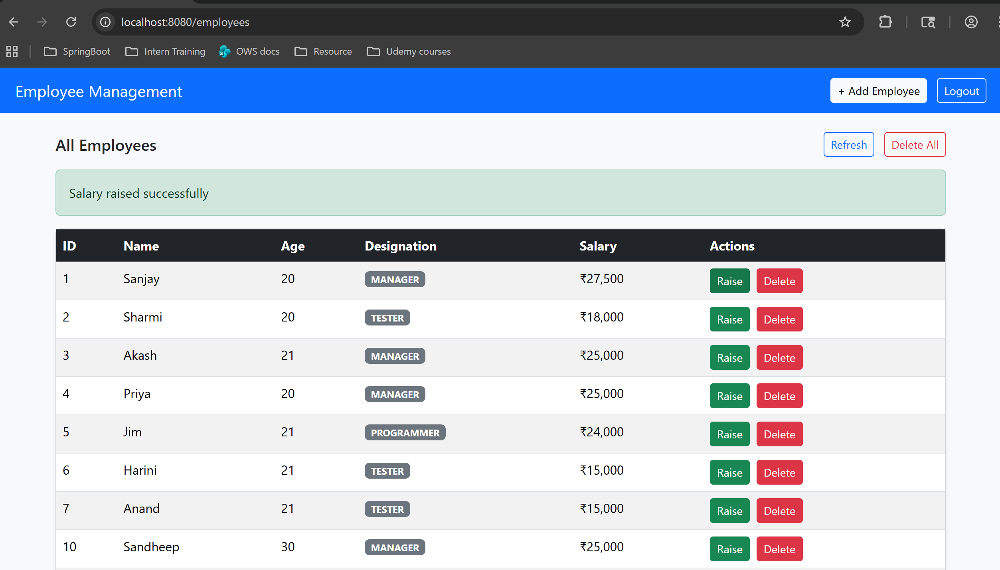 localhost:8080/employees
SpringBoot Intern Training OWS docs Resource Udemy courses
Employee Management + Add Employee Logout
All Employees Refresh Delete All
Salary raised successfully
ID Name Age Designation Salary Actions
1 Sanjay 20 MANAGER ₹27,500 Raise Delete
2 Sharmi 20 TESTER ₹18,000 Raise Delete
3 Akash 21 MANAGER ₹25,000 Raise Delete
4 Priya 20 MANAGER ₹25,000 Raise Delete
5 Jim 21 PROGRAMMER ₹24,000 Raise Delete
6 Harini 21 TESTER ₹15,000 Raise Delete
7 Anand 21 TESTER ₹15,000 Raise Delete
10 Sandheep 30 MANAGER ₹25,000 Raise Delete